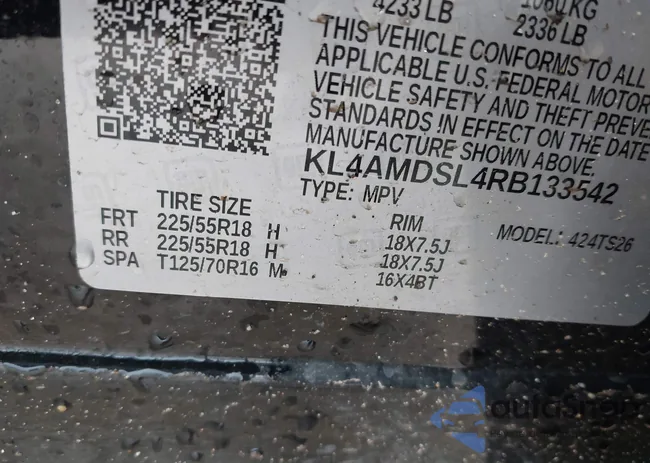 4233 LB 1060 KG
2336 LB
THIS VEHICLE CONFORMS TO ALL
APPLICABLE U.S. FEDERAL MOTOR
VEHICLE SAFETY AND THEFT PREVE
STANDARDS IN EFFECT ON THE DATE
MANUFACTURE SHOWN ABOVE.
KL4AMDSL4RB133542
TYPE: MPV
TIRE SIZE RIM MODEL: 424TS26
FRT 225/55R18 H 18X7.5J
RR 225/55R18 H 18X7.5J
SPA T125/70R16 M 16X4BT